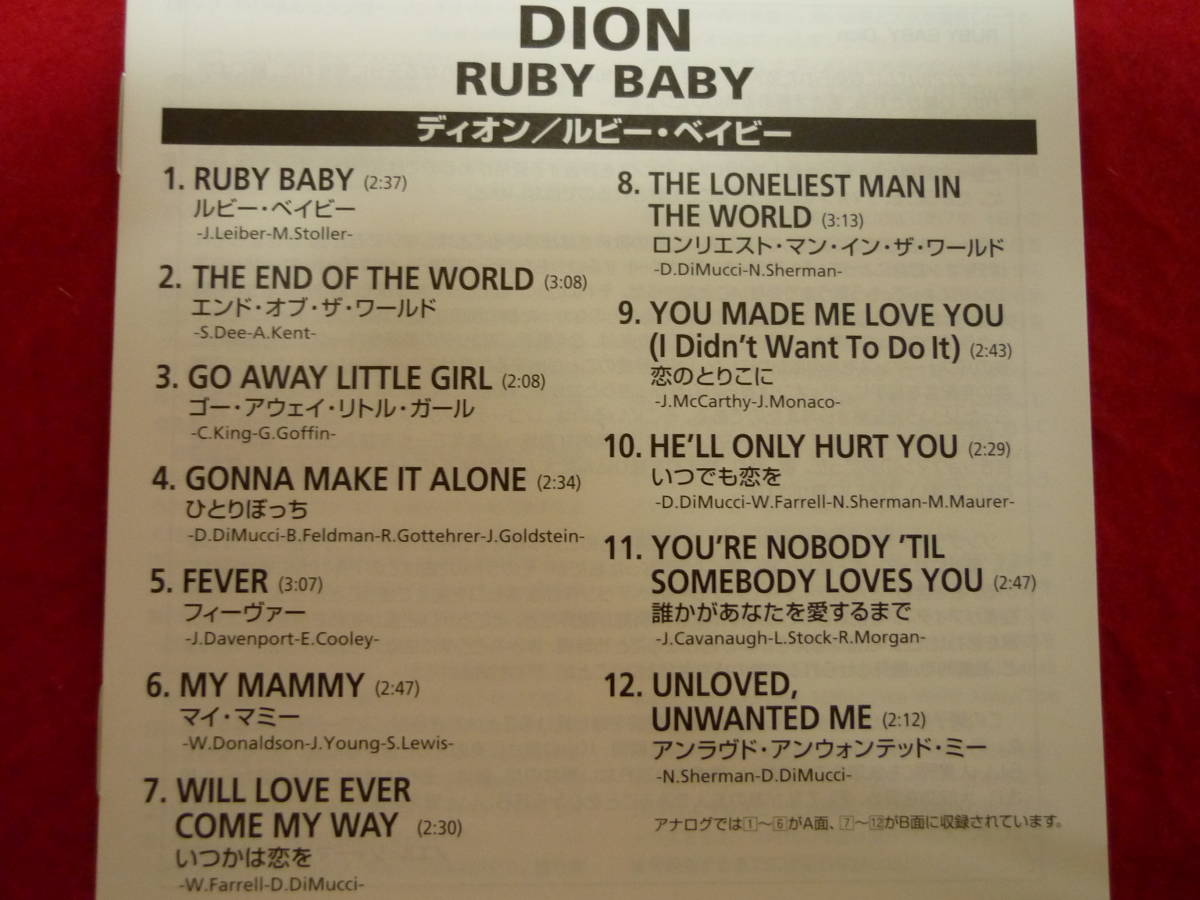 DION
RUBY BABY
ディオン／ルビー・ベイビー
1. RUBY BABY (2:37)
ルビー・ベイビー
-J.Leiber-M.Stoller-
2. THE END OF THE WORLD (3:08)
エンド・オブ・ザ・ワールド
-S.Dee-A.Kent-
3. GO AWAY LITTLE GIRL (2:08)
ゴー・アウェイ・リトル・ガール
-C.King-G.Goffin-
4. GONNA MAKE IT ALONE (2:34)
ひとりぼっち
-D.DiMucci-B.Feldman-R.Gottehrer-J.Goldstein-
5. FEVER (3:07)
フィーヴァー
-J.Davenport-E.Cooley-
6. MY MAMMY (2:47)
マイ・マミー
-W.Donaldson-J.Young-S.Lewis-
7. WILL LOVE EVER
COME MY WAY (2:30)
いつかは恋を
-W.Farrell-D.DiMucci-
8. THE LONELIEST MAN IN
THE WORLD (3:13)
ロンリエスト・マン・イン・ザ・ワールド
-D.DiMucci-N.Sherman-
9. YOU MADE ME LOVE YOU
(I Didn't Want To Do It) (2:43)
恋のとりこに
-J.McCarthy-J.Monaco-
10. HE'LL ONLY HURT YOU (2:29)
いつでも恋を
-D.DiMucci-W.Farrell-N.Sherman-M.Maurer-
11. YOU'RE NOBODY 'TIL
SOMEBODY LOVES YOU (2:47)
誰かがあなたを愛するまで
-J.Cavanaugh-L.Stock-R.Morgan-
12. UNLOVED,
UNWANTED ME (2:12)
アンラヴド・アンウォンテッド・ミー
-N.Sherman-D.DiMucci-
アナログでは1～6がA面、7～12がB面に収録されています。